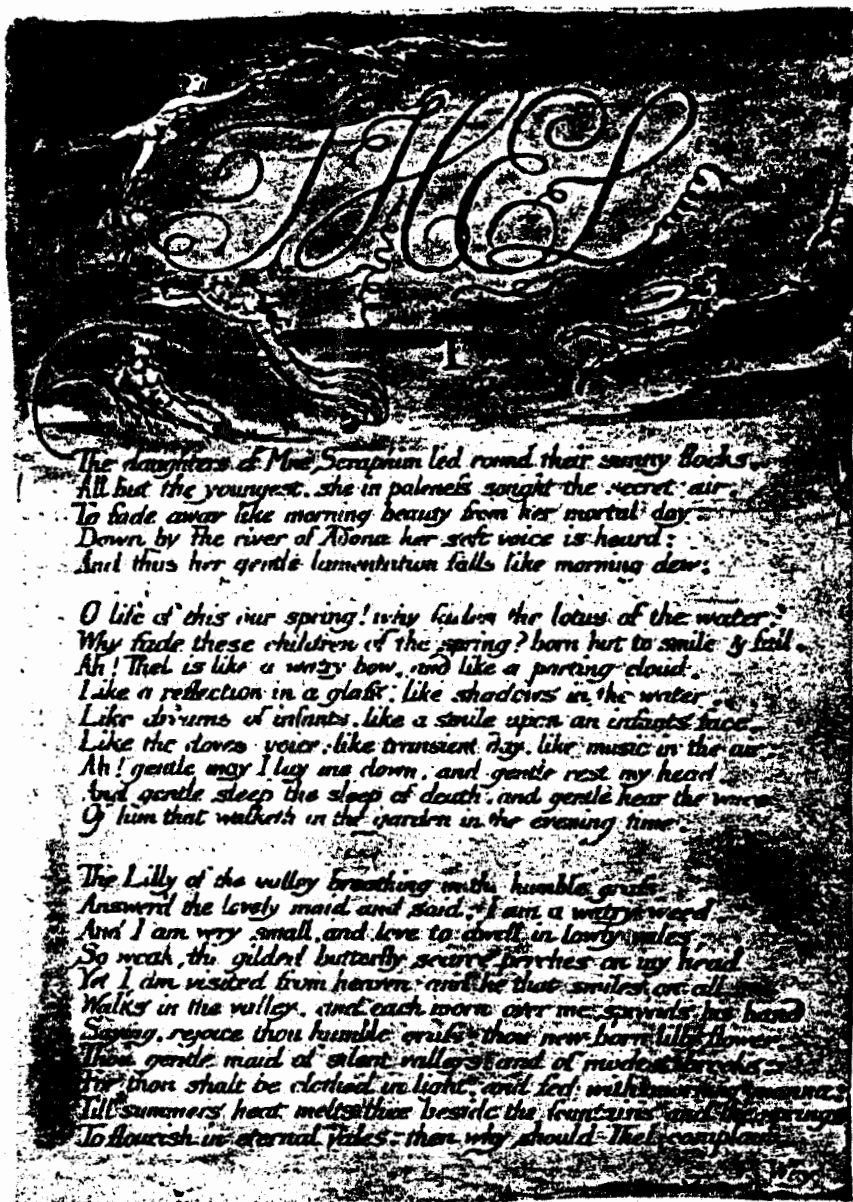 THEL
I
The daughters of Mne Seraphim led round their sunny flocks.
All but the youngest. she in paleness sought the secret air.
To fade away like morning beauty from her mortal day:
Down by the river of Adona her soft voice is heard:
And thus her gentle lamentation falls like morning dew.
O life of this our spring! why fades the lotus of the water?
Why fade these children of the spring? born but to smile & fall.
Ah! Thel is like a watry bow. and like a parting cloud.
Like a reflection in a glass. like shadows in the water.
Like dreams of infants. like a smile upon an infants face.
Like the doves voice. like transient day. like music in the air
Ah! gentle may I lay me down. and gentle rest my head.
And gentle sleep the sleep of death. and gentle hear the voice
Of him that walketh in the garden in the evening time.
The Lilly of the valley breathing in the humble grass
Answerd the lovely maid and said. I am a watry weed
And I am very small. and love to dwell in lowly vales,
So weak, the gilded butterfly scarce perches on my head
Yet I am visited from heaven and he that smiles on all
Walks in the valley. and each morn over me spreads his hand
Saying. rejoice thou humble grass. thou new-born lilly flower
Thou gentle maid of silent valleys. and of modest brooks:
For thou shalt be clothed in light. and fed with morning manna:
Till summers heat melts thee beside the fountains and the springs
To flourish in eternal vales: then why should Thel complain.
Why